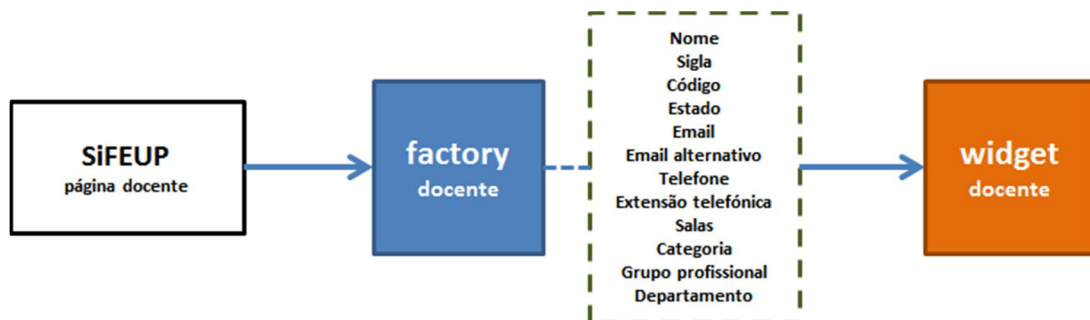 SiFEUP
página docente
factory
docente
Nome
Sigla
Código
Estado
Email
Email alternativo
Telefone
Extensão telefónica
Salas
Categoria
Grupo profissional
Departamento
widget
docente